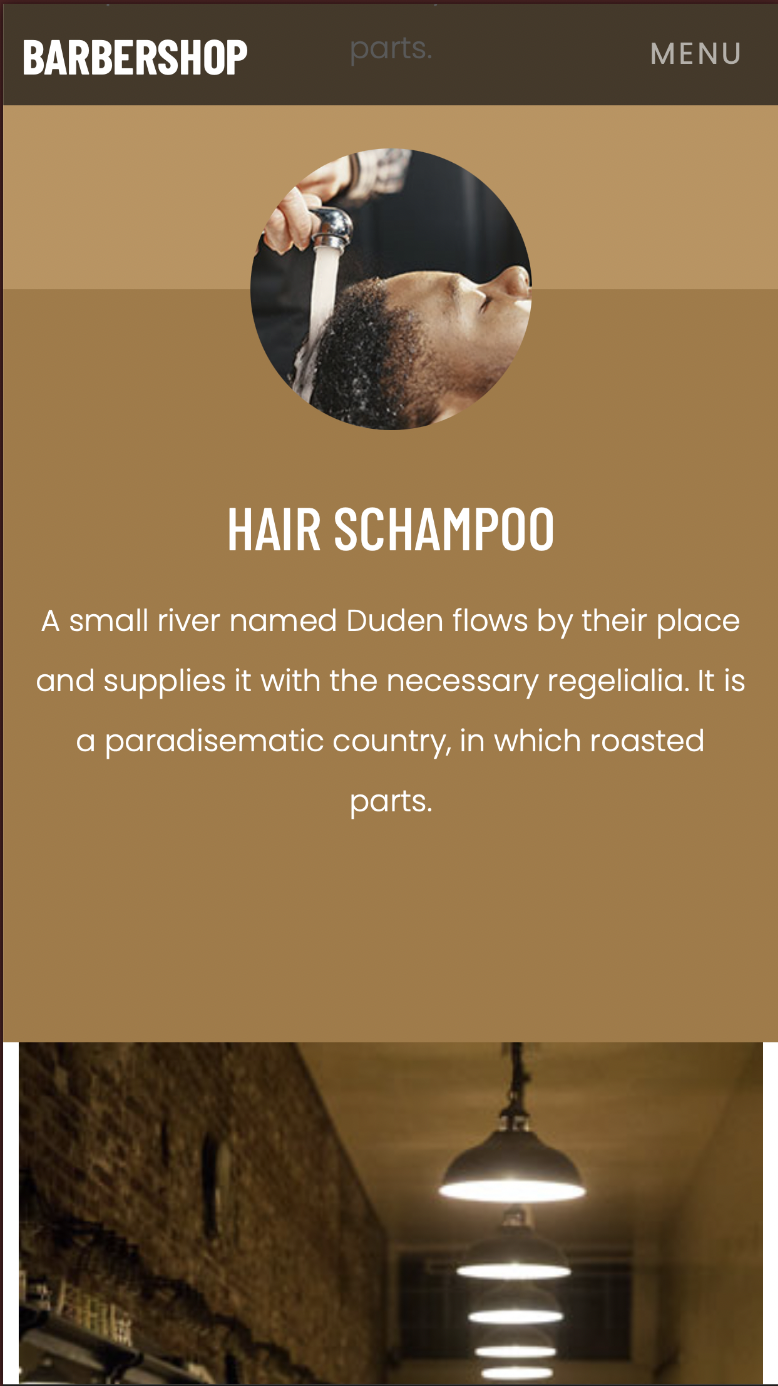 BARBERSHOP
parts.
MENU
HAIR SCHAMPOO
A small river named Duden flows by their place
and supplies it with the necessary regelialia. It is
a paradisematic country, in which roasted
parts.